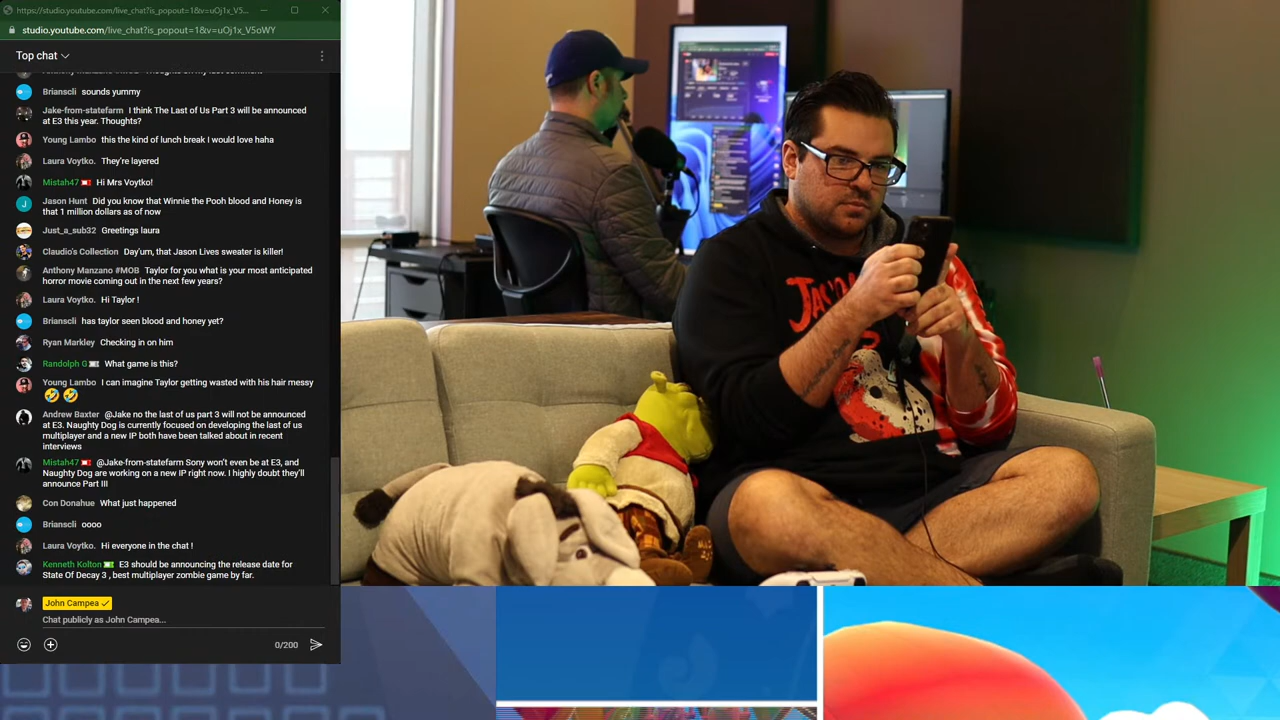 https://studio.youtube.com/live_chat?is_popout=1&v=uOj1x_V5...
studio.youtube.com/live_chat?is_popout=1&v=uOj1x_V5oWY
Top chat
Brianscli sounds yummy
Jake-from-statefarm I think The Last of Us Part 3 will be announced
at E3 this year. Thoughts?
Young Lambo this the kind of lunch break I would love haha
Laura Voytko. They're layered
Mistah47 Hi Mrs Voytko!
Jason Hunt Did you know that Winnie the Pooh blood and Honey is
that 1 million dollars as of now
Just_a_sub32 Greetings laura
Claudio's Collection Day'um, that Jason Lives sweater is killer!
Anthony Manzano #MOB Taylor for you what is your most anticipated
horror movie coming out in the next few years?
Laura Voytko. Hi Taylor !
Brianscli has taylor seen blood and honey yet?
Ryan Markley Checking in on him
Randolph G What game is this?
Young Lambo I can imagine Taylor getting wasted with his hair messy
🤣 🤣
Andrew Baxter @Jake no the last of us part 3 will not be announced
at E3. Naughty Dog is currently focused on developing the last of us
multiplayer and a new IP both have been talked about in recent
interviews
Mistah47 @Jake-from-statefarm Sony won't even be at E3, and
Naughty Dog are working on a new IP right now. I highly doubt they'll
announce Part III
Con Donahue What just happened
Brianscli oooo
Laura Voytko. Hi everyone in the chat !
Kenneth Kolton E3 should be announcing the release date for
State Of Decay 3 , best multiplayer zombie game by far.
John Campea
Chat publicly as John Campea...
0/200